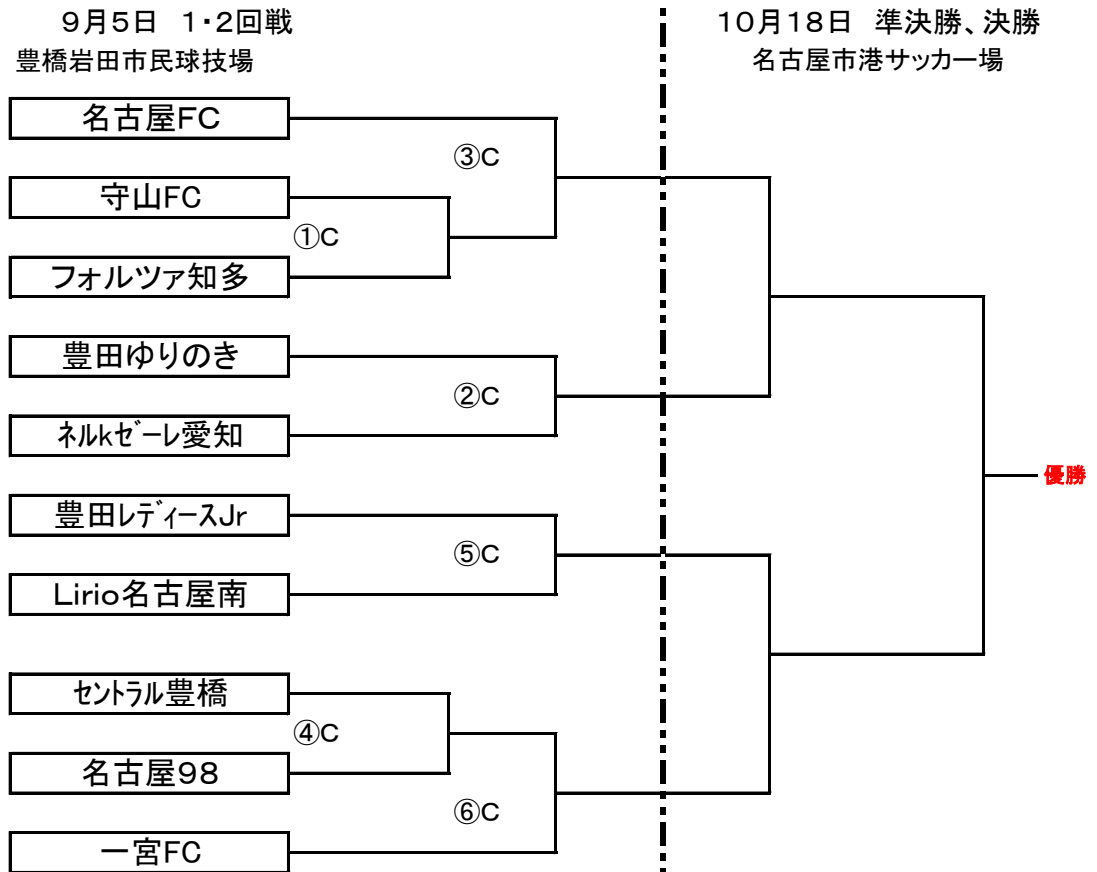 9月5日 1・2回戦
豊橋岩田市民球技場
10月18日 準決勝、決勝
名古屋市港サッカー場
名古屋FC
③C
守山FC
①C
フォルツァ知多
豊田ゆりのき
②C
ﾈﾙkｾﾞｰﾚ愛知
優勝
豊田ﾚﾃﾞｨｰｽJr
⑤C
Lirio名古屋南
ｾﾝﾄﾗﾙ豊橋
④C
名古屋98
⑥C
一宮FC